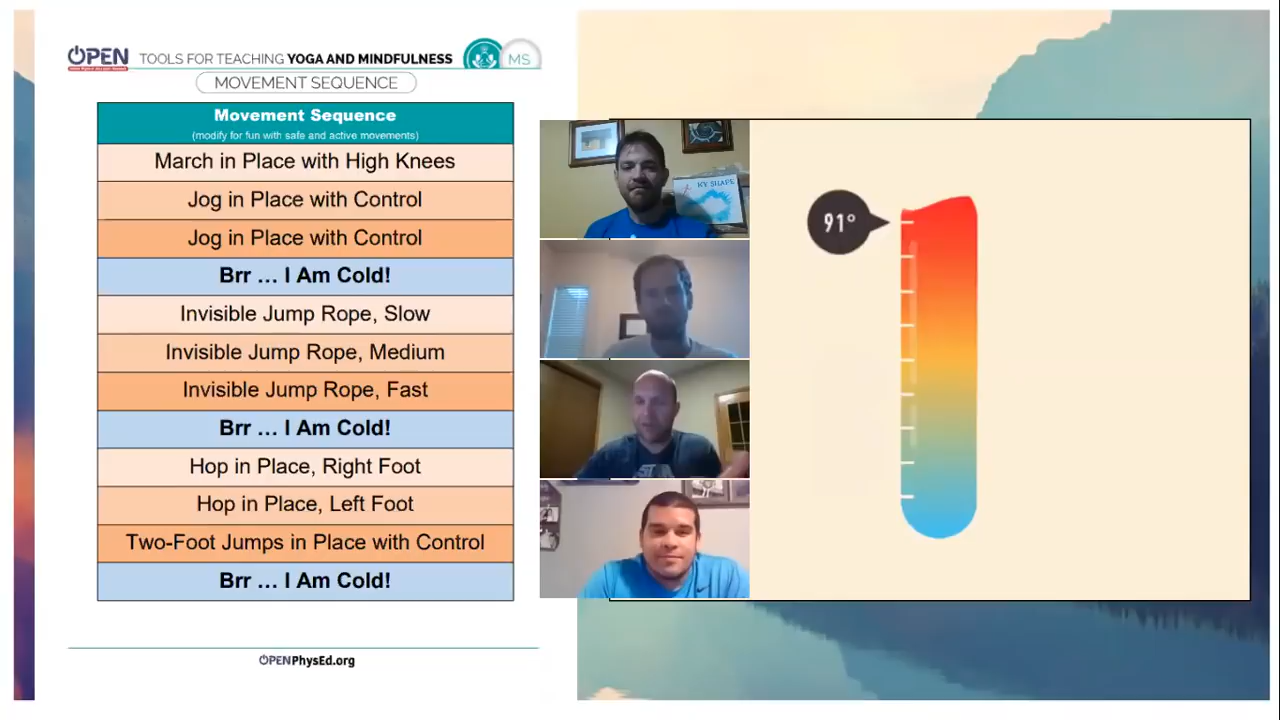 OPEN
TOOLS FOR TEACHING YOGA AND MINDFULNESS
MS
MOVEMENT SEQUENCE
Movement Sequence
(modify for fun with safe and active movements)
March in Place with High Knees
Jog in Place with Control
Jog in Place with Control
Brr ... I Am Cold!
Invisible Jump Rope, Slow
Invisible Jump Rope, Medium
Invisible Jump Rope, Fast
Brr ... I Am Cold!
Hop in Place, Right Foot
Hop in Place, Left Foot
Two-Foot Jumps in Place with Control
Brr ... I Am Cold!
OPENPhysEd.org
KY SHAPE
91°